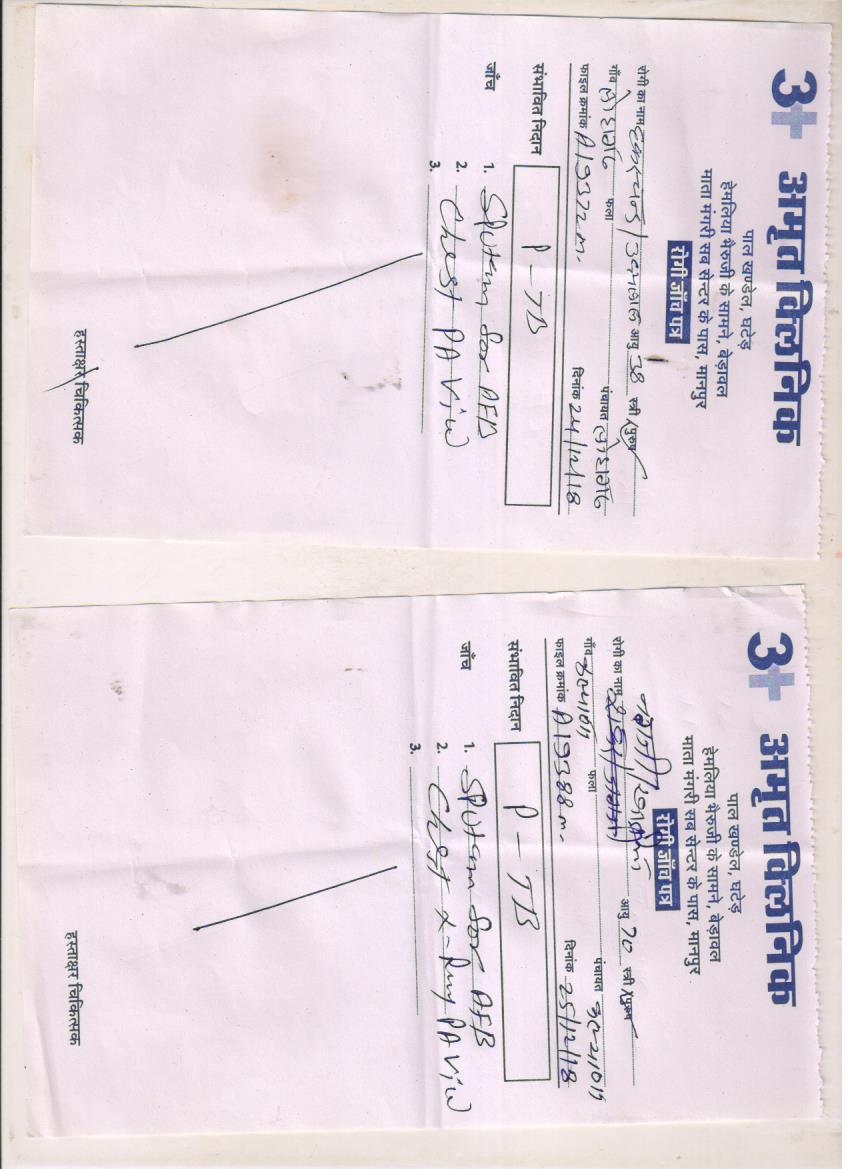 3+ अमृत क्लिनिक
पाल खण्डेल, घटेड़
हेमलिया भैरुजी के सामने, बेड़ावल
माता मंगरी सब सेन्टर के पास, मानपुर
रोगी जाँच पत्र
रोगी का नाम आयु 38 स्त्री/पुरुष
गाँव फला पंचायत
फाइल क्रमांक A19372m. दिनांक 24/12/18
संभावित निदान P-TB
जाँच
1. Sputum for AFB
2. Chest PA View
3.
हस्ताक्षर चिकित्सक
3+ अमृत क्लिनिक
पाल खण्डेल, घटेड़
हेमलिया भैरुजी के सामने, बेड़ावल
माता मंगरी सब सेन्टर के पास, मानपुर
रोगी जाँच पत्र
रोगी का नाम आयु 70 स्त्री/पुरुष
गाँव फला पंचायत
फाइल क्रमांक A19388m. दिनांक 25/12/18
संभावित निदान P-TB
जाँच
1. Sputum for AFB
2. Chest X-Ray PA View
3.
हस्ताक्षर चिकित्सक